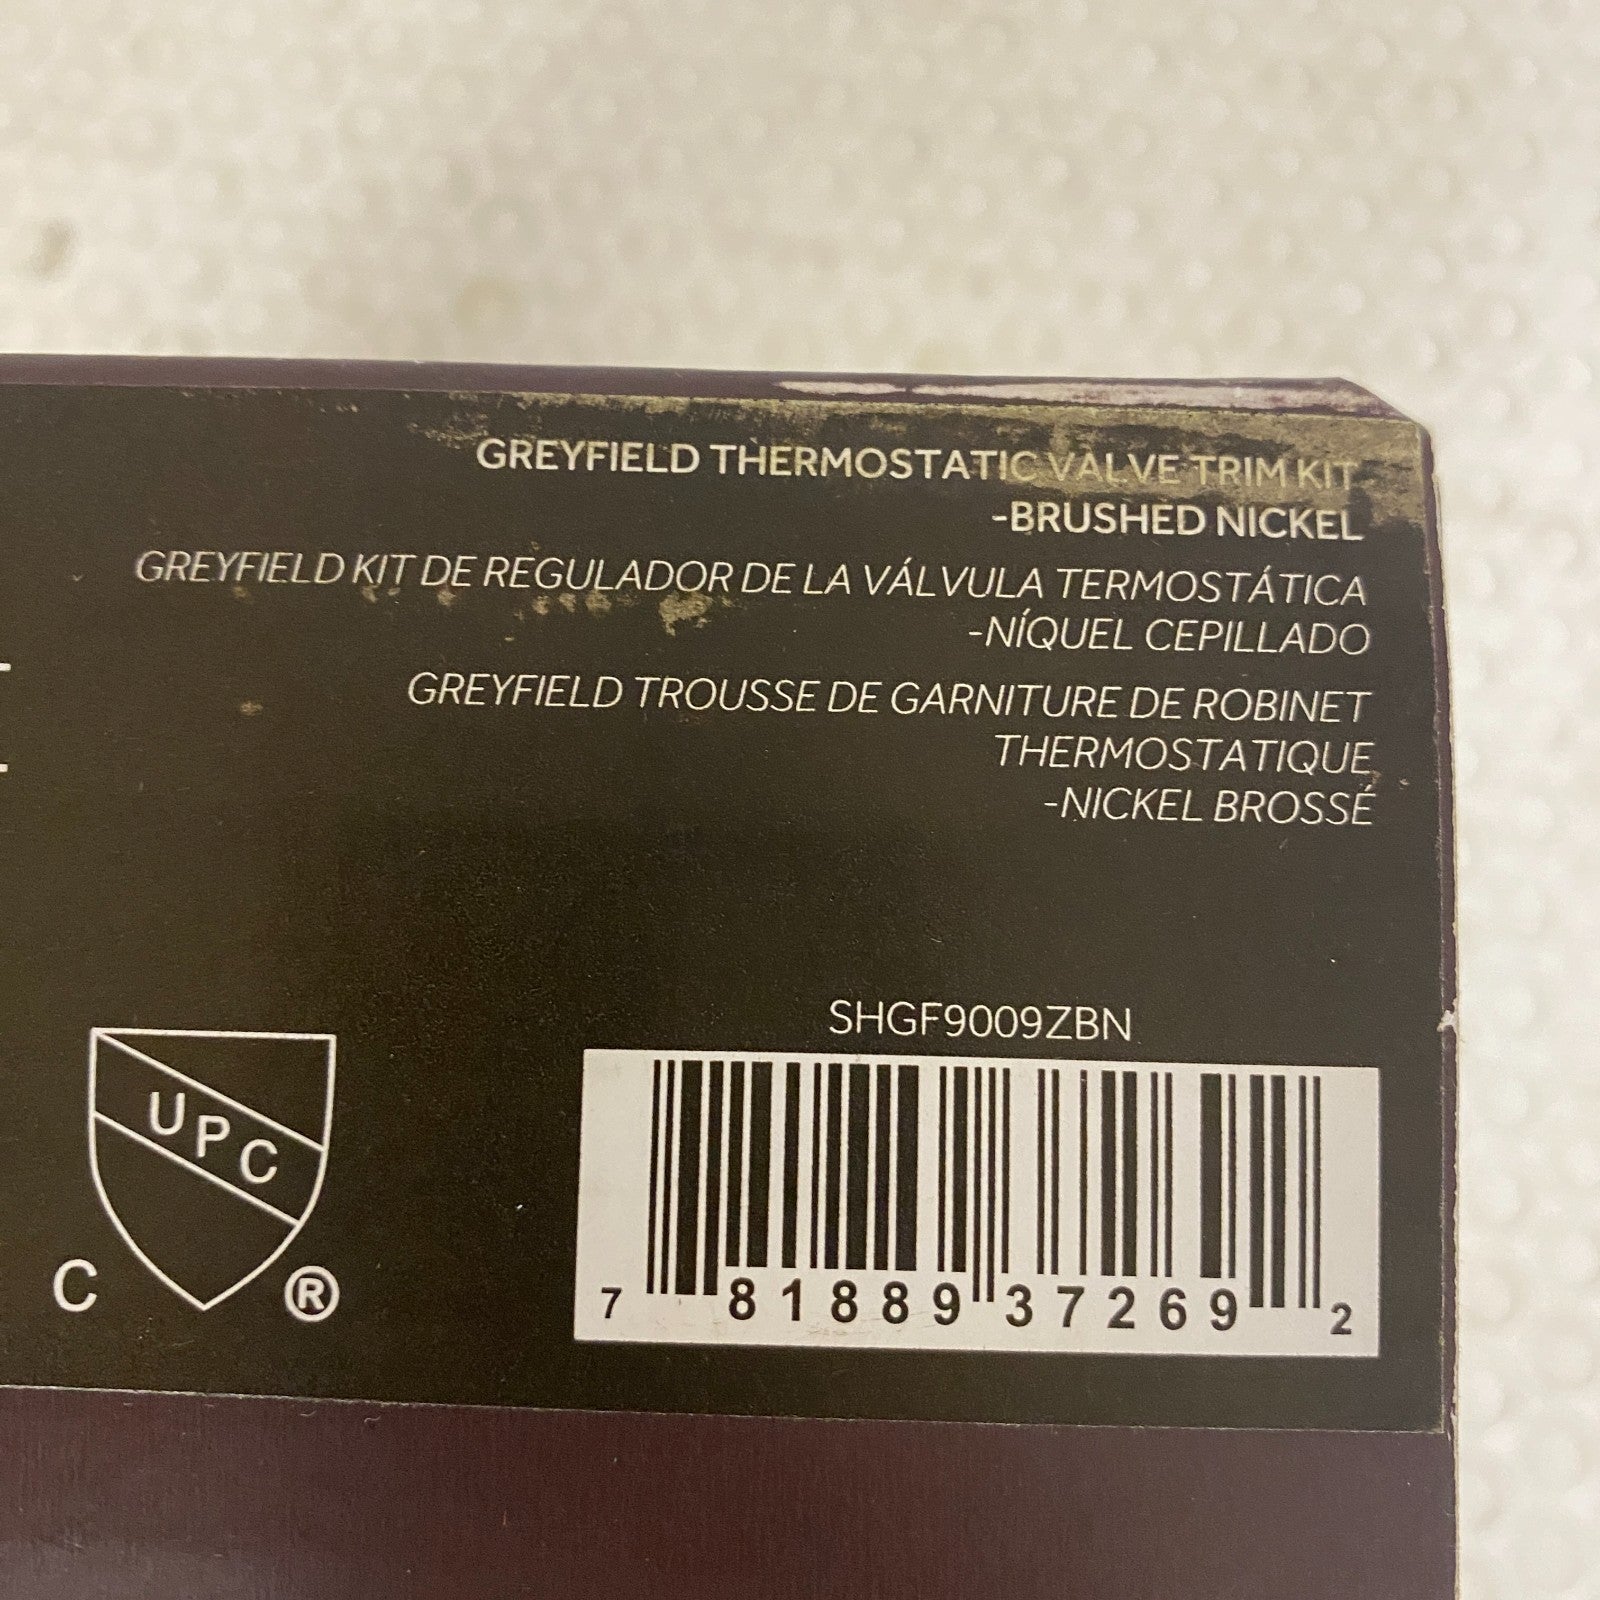 GREYFIELD THERMOSTATIC VALVE TRIM KIT
-BRUSHED NICKEL
GREYFIELD KIT DE REGULADOR DE LA VÁLVULA TERMOSTÁTICA
-NÍQUEL CEPILLADO
GREYFIELD TROUSSE DE GARNITURE DE ROBINET
THERMOSTATIQUE
-NICKEL BROSSÉ
SHGF9009ZBN
UPC
C ®
7 81889 37269 2